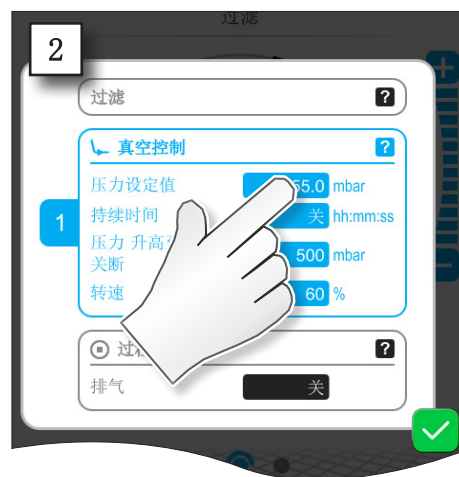 过滤
2
过滤 ?
真空控制 ?
1
压力设定值 55.0 mbar
持续时间 关 hh:mm:ss
压力 升高
关断 500 mbar
转速 60 %
?
排气 关